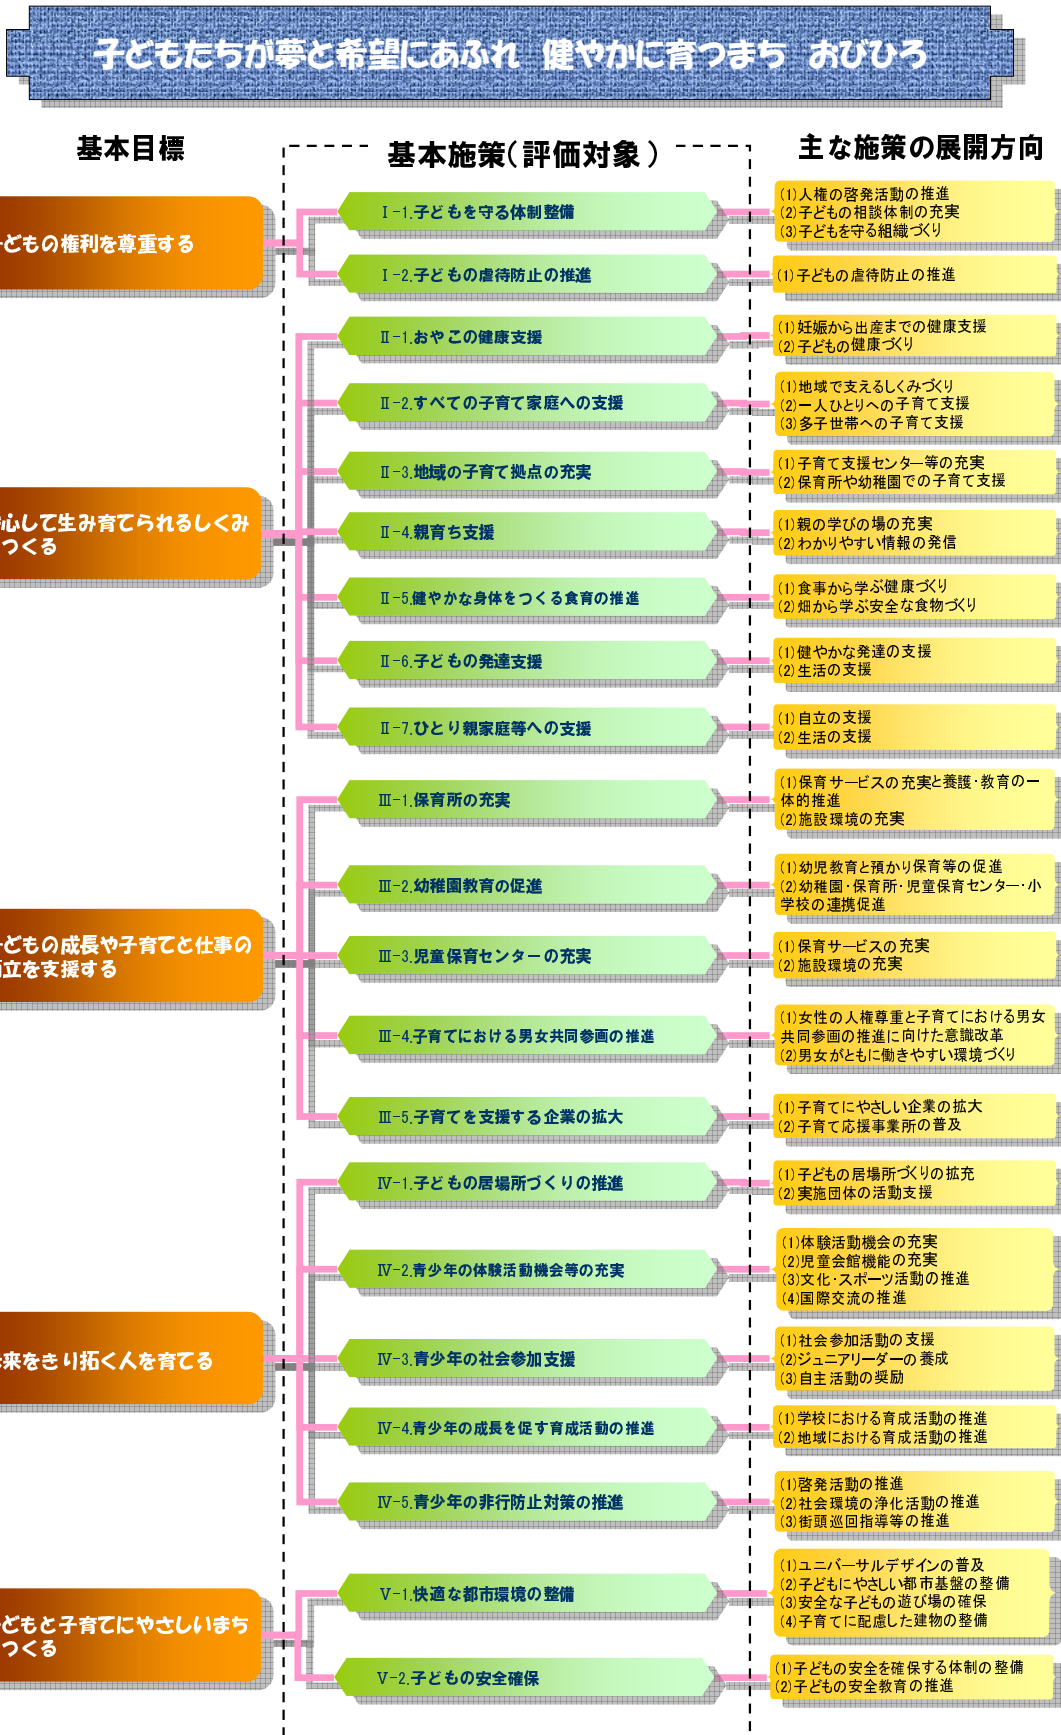 子どもたちが夢と希望にあふれ 健やかに育つまち おびひろ
基本目標
基本施策(評価対象)
主な施策の展開方向
どもの権利を尊重する
Ⅰ-1.子どもを守る体制整備
(1)人権の啓発活動の推進
(2)子どもの相談体制の充実
(3)子どもを守る組織づくり
Ⅰ-2.子どもの虐待防止の推進
(1)子どもの虐待防止の推進
心して生み育てられるしくみ
つくる
Ⅱ-1.おやこの健康支援
(1)妊娠から出産までの健康支援
(2)子どもの健康づくり
Ⅱ-2.すべての子育て家庭への支援
(1)地域で支えるしくみづくり
(2)一人ひとりへの子育て支援
(3)多子世帯への子育て支援
Ⅱ-3.地域の子育て拠点の充実
(1)子育て支援センター等の充実
(2)保育所や幼稚園での子育て支援
Ⅱ-4.親育ち支援
(1)親の学びの場の充実
(2)わかりやすい情報の発信
Ⅱ-5.健やかな身体をつくる食育の推進
(1)食事から学ぶ健康づくり
(2)畑から学ぶ安全な食物づくり
Ⅱ-6.子どもの発達支援
(1)健やかな発達の支援
(2)生活の支援
Ⅱ-7.ひとり親家庭等への支援
(1)自立の支援
(2)生活の支援
どもの成長や子育てと仕事の
立を支援する
Ⅲ-1.保育所の充実
(1)保育サービスの充実と養護・教育の一
体的推進
(2)施設環境の充実
Ⅲ-2.幼稚園教育の促進
(1)幼児教育と預かり保育等の促進
(2)幼稚園・保育所・児童保育センター・小
学校の連携促進
Ⅲ-3.児童保育センターの充実
(1)保育サービスの充実
(2)施設環境の充実
Ⅲ-4.子育てにおける男女共同参画の推進
(1)女性の人権尊重と子育てにおける男女
共同参画の推進に向けた意識改革
(2)男女がともに働きやすい環境づくり
Ⅲ-5.子育てを支援する企業の拡大
(1)子育てにやさしい企業の拡大
(2)子育て応援事業所の普及
来をきり拓く人を育てる
Ⅳ-1.子どもの居場所づくりの推進
(1)子どもの居場所づくりの拡充
(2)実施団体の活動支援
Ⅳ-2.青少年の体験活動機会等の充実
(1)体験活動機会の充実
(2)児童会館機能の充実
(3)文化・スポーツ活動の推進
(4)国際交流の推進
Ⅳ-3.青少年の社会参加支援
(1)社会参加活動の支援
(2)ジュニアリーダーの養成
(3)自主活動の奨励
Ⅳ-4.青少年の成長を促す育成活動の推進
(1)学校における育成活動の推進
(2)地域における育成活動の推進
Ⅳ-5.青少年の非行防止対策の推進
(1)啓発活動の推進
(2)社会環境の浄化活動の推進
(3)街頭巡回指導等の推進
どもと子育てにやさしいまち
つくる
Ⅴ-1.快適な都市環境の整備
(1)ユニバーサルデザインの普及
(2)子どもにやさしい都市基盤の整備
(3)安全な子どもの遊び場の確保
(4)子育てに配慮した建物の整備
Ⅴ-2.子どもの安全確保
(1)子どもの安全を確保する体制の整備
(2)子どもの安全教育の推進